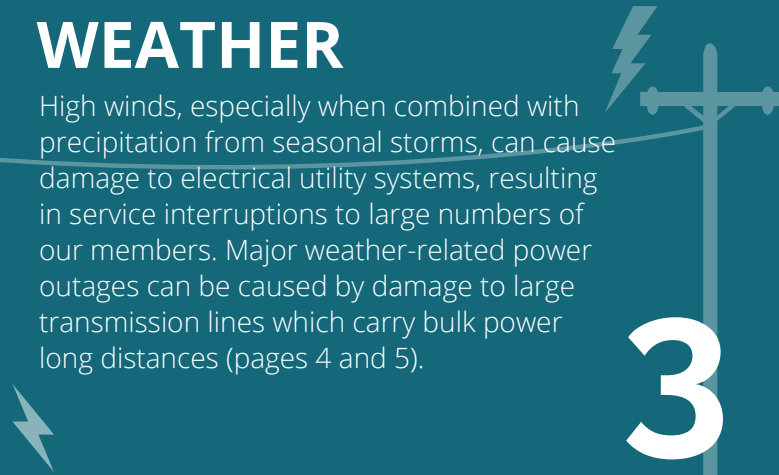 WEATHER
High winds, especially when combined with
precipitation from seasonal storms, can cause
damage to electrical utility systems, resulting
in service interruptions to large numbers of
our members. Major weather-related power
outages can be caused by damage to large
transmission lines which carry bulk power
long distances (pages 4 and 5).
3